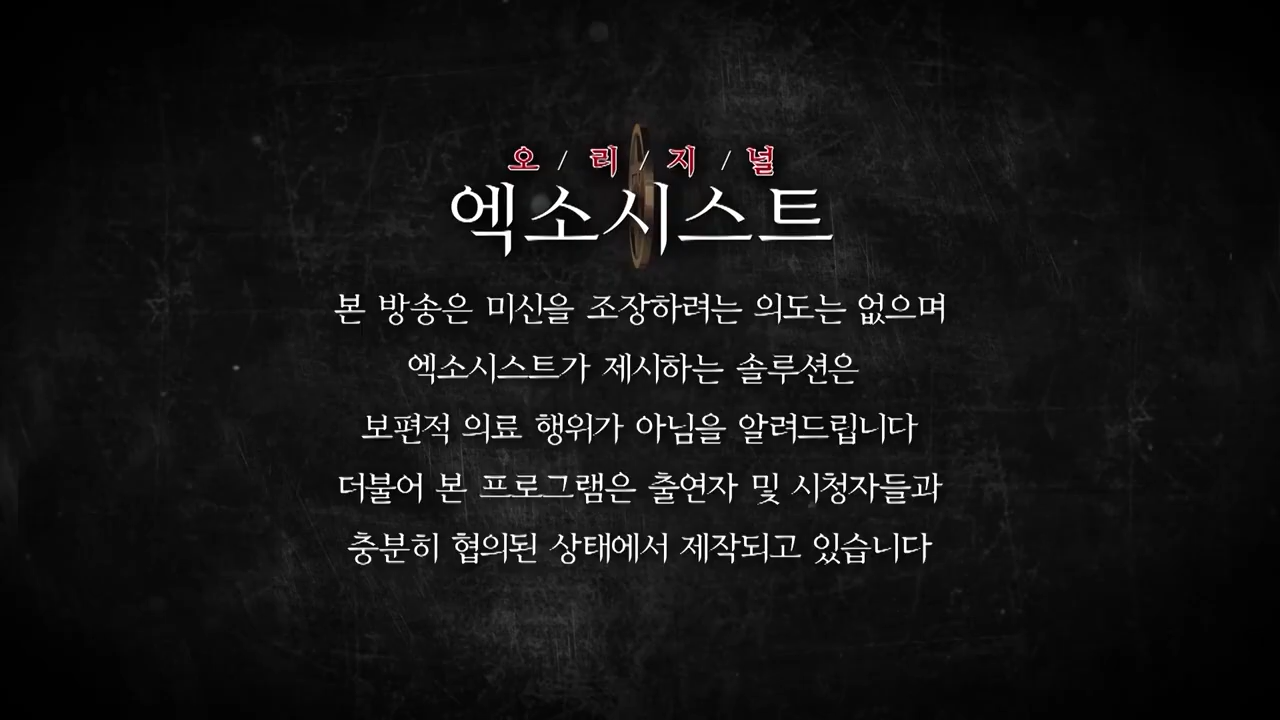 오/리/지/널
엑소시스트
본 방송은 미신을 조장하려는 의도는 없으며
엑소시스트가 제시하는 솔루션은
보편적 의료 행위가 아님을 알려드립니다
더불어 본 프로그램은 출연자 및 시청자들과
충분히 협의된 상태에서 제작되고 있습니다